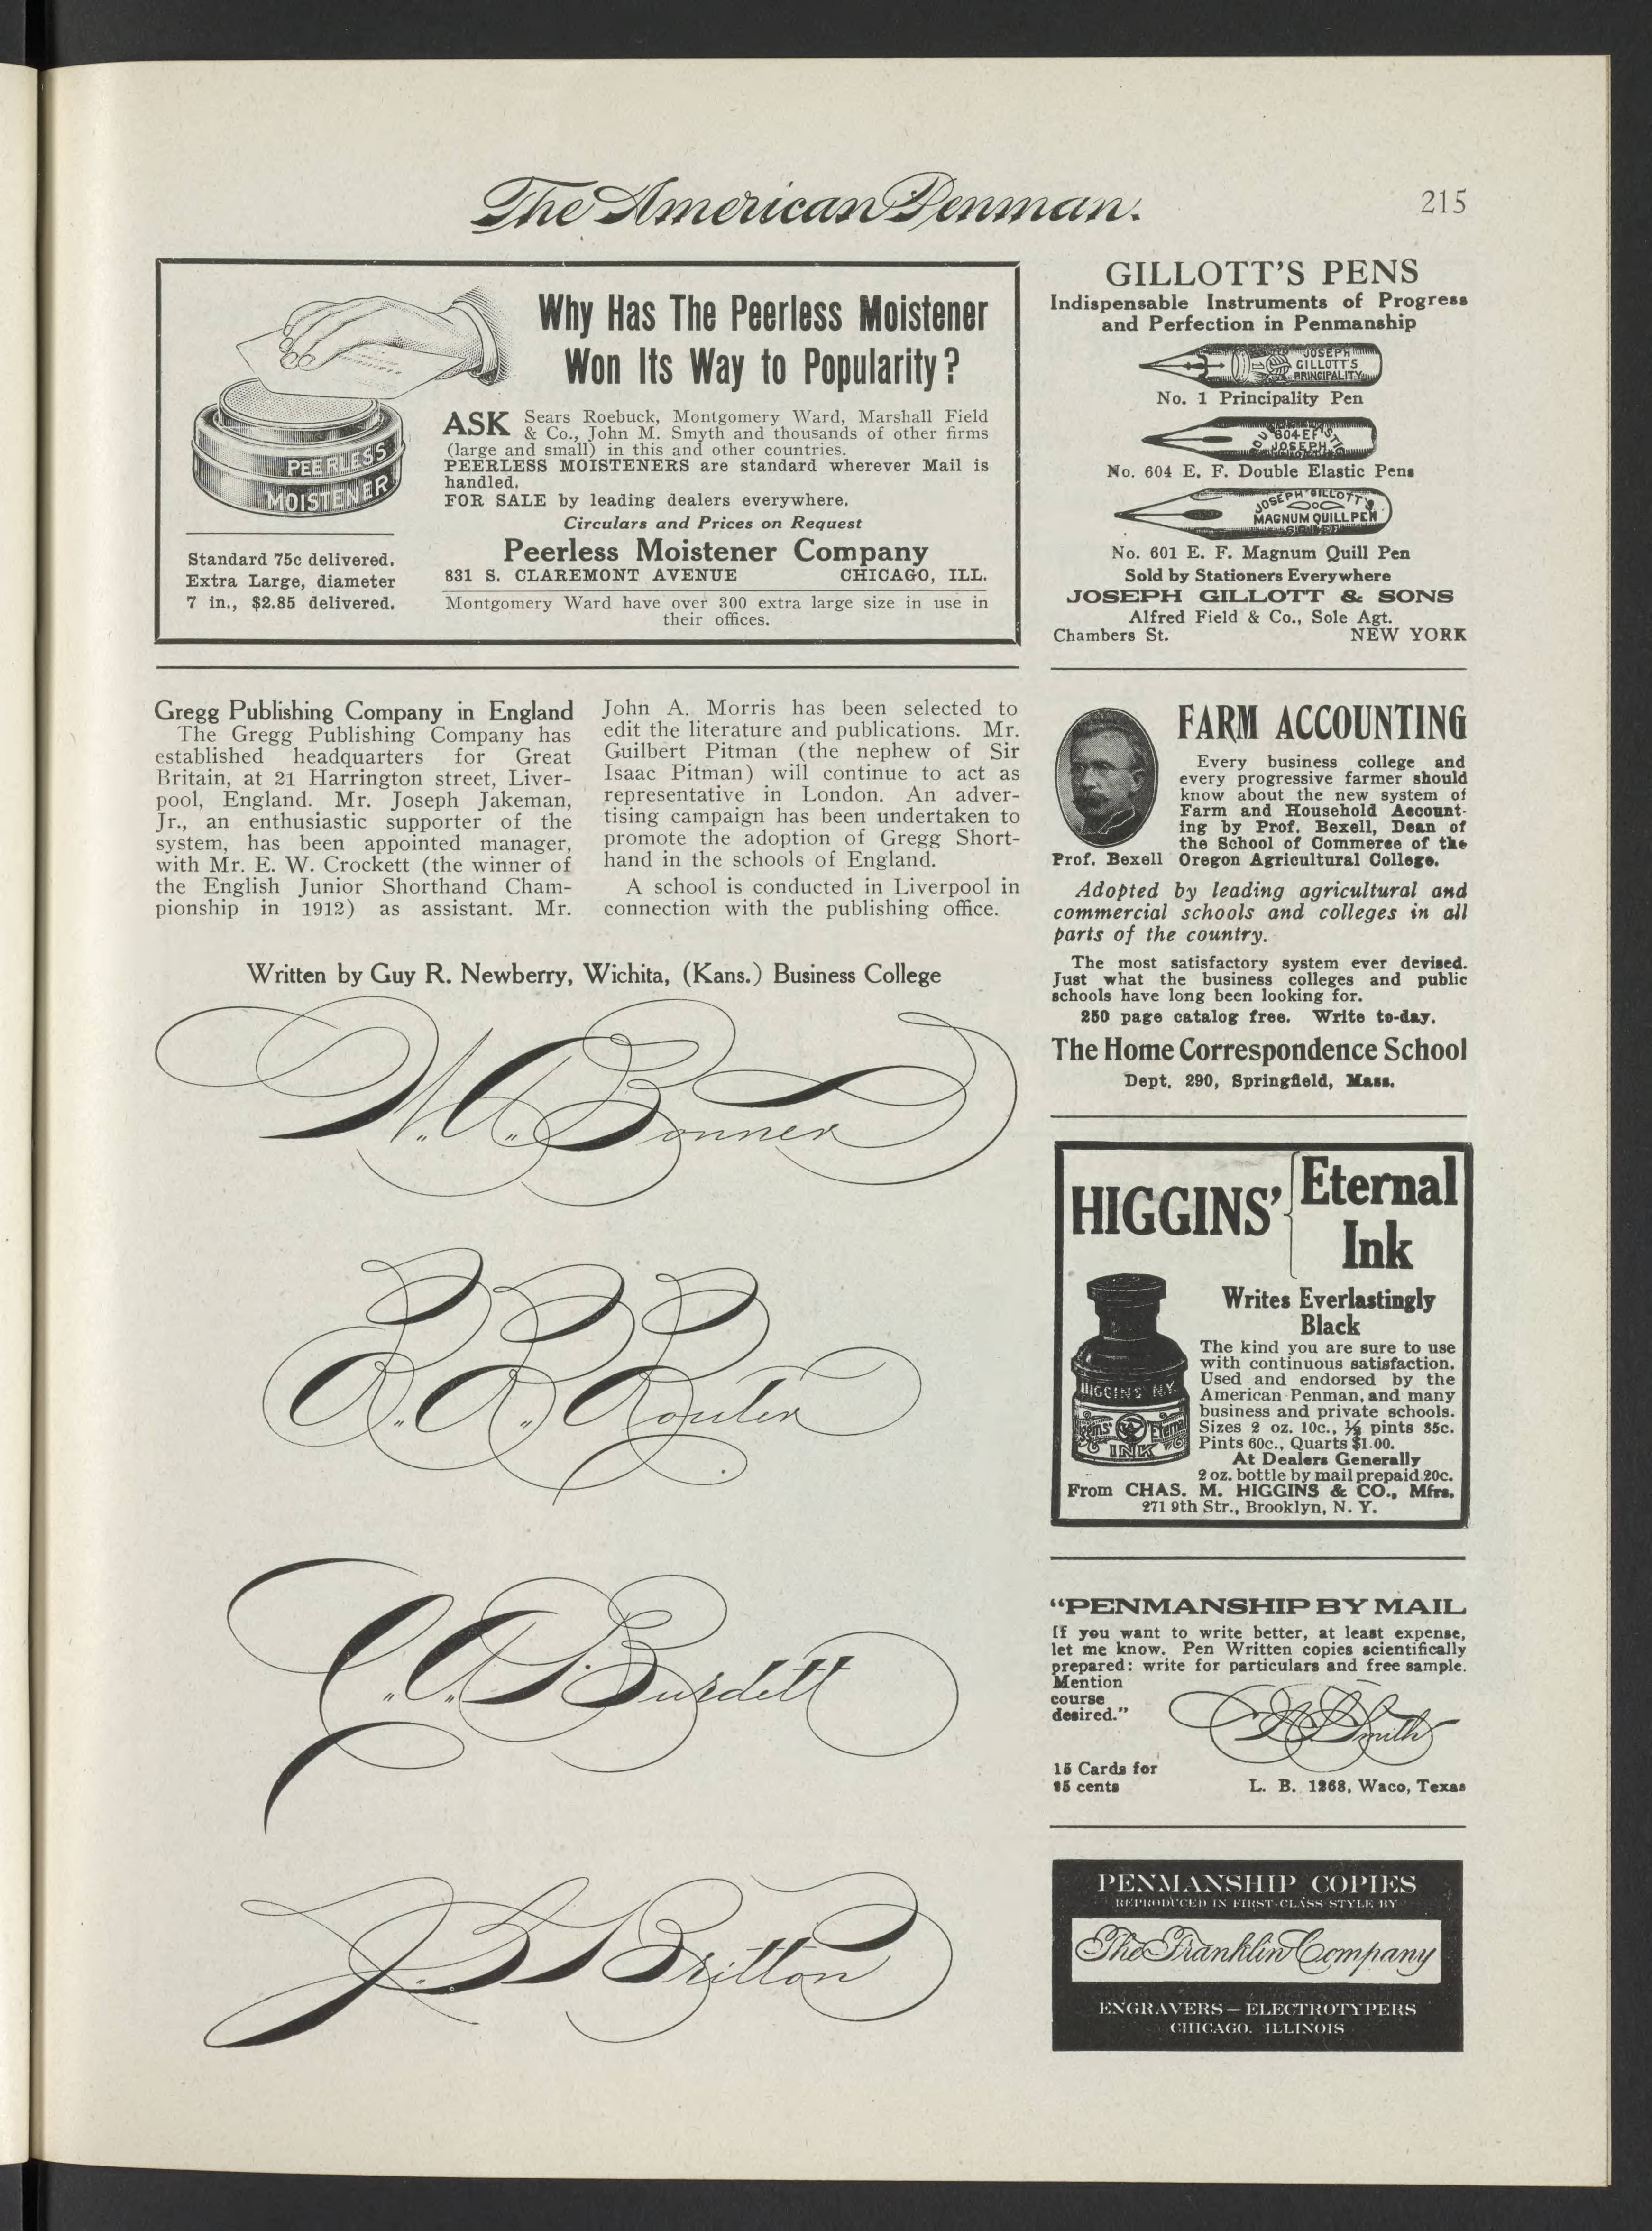 The American Penman.
215
PEERLESS
MOISTENER
Standard 75c delivered.
Extra Large, diameter
7 in., $2.85 delivered.
Why Has The Peerless Moistener
Won Its Way to Popularity?
ASK Sears Roebuck, Montgomery Ward, Marshall Field
& Co., John M. Smyth and thousands of other firms
(large and small) in this and other countries.
PEERLESS MOISTENERS are standard wherever Mail is
handled.
FOR SALE by leading dealers everywhere.
Circulars and Prices on Request
Peerless Moistener Company
831 S. CLAREMONT AVENUE CHICAGO, ILL.
Montgomery Ward have over 300 extra large size in use in
their offices.
Gregg Publishing Company in England
The Gregg Publishing Company has
established headquarters for Great
Britain, at 21 Harrington street, Liver-
pool, England. Mr. Joseph Jakeman,
Jr., an enthusiastic supporter of the
system, has been appointed manager,
with Mr. E. W. Crockett (the winner of
the English Junior Shorthand Cham-
pionship in 1912) as assistant. Mr.
John A. Morris has been selected to
edit the literature and publications. Mr.
Guilbert Pitman (the nephew of Sir
Isaac Pitman) will continue to act as
representative in London. An adver-
tising campaign has been undertaken to
promote the adoption of Gregg Short-
hand in the schools of England.
A school is conducted in Liverpool in
connection with the publishing office.
Written by Guy R. Newberry, Wichita, (Kans.) Business College
W. A. Bonner
R. R. Router
C. A. Burdett
J. B. Britton
GILLOTT'S PENS
Indispensable Instruments of Progress
and Perfection in Penmanship
JOSEPH
GILLOTT'S
PRINCIPALITY
No. 1 Principality Pen
604 EF
JOSEPH
No. 604 E. F. Double Elastic Pens
JOSEPH GILLOTT'S
MAGNUM QUILL PEN
No. 601 E. F. Magnum Quill Pen
Sold by Stationers Everywhere
JOSEPH GILLOTT & SONS
Alfred Field & Co., Sole Agt.
Chambers St. NEW YORK
FARM ACCOUNTING
Every business college and
every progressive farmer should
know about the new system of
Farm and Household Account-
ing by Prof. Bexell, Dean of
the School of Commerce of the
Oregon Agricultural College.
Prof. Bexell
Adopted by leading agricultural and
commercial schools and colleges in all
parts of the country.
The most satisfactory system ever devised.
Just what the business colleges and public
schools have long been looking for.
250 page catalog free. Write to-day.
The Home Correspondence School
Dept. 290, Springfield, Mass.
HIGGINS' Eternal
Ink
Writes Everlastingly
Black
HIGGINS N.Y.
Higgins' Eternal
INK
The kind you are sure to use
with continuous satisfaction.
Used and endorsed by the
American Penman, and many
business and private schools.
Sizes 2 oz. 10c., ½ pints 35c.
Pints 60c., Quarts $1.00.
At Dealers Generally
2 oz. bottle by mail prepaid 20c.
From CHAS. M. HIGGINS & CO., Mfrs.
271 9th Str., Brooklyn, N. Y.
"PENMANSHIP BY MAIL
If you want to write better, at least expense,
let me know. Pen Written copies scientifically
prepared: write for particulars and free sample.
Mention
course
desired."
Smith
15 Cards for
15 cents
L. B. 1268, Waco, Texas
PENMANSHIP COPIES
REPRODUCED IN FIRST-CLASS STYLE BY
The Franklin Company
ENGRAVERS—ELECTROTYPERS
CHICAGO, ILLINOIS